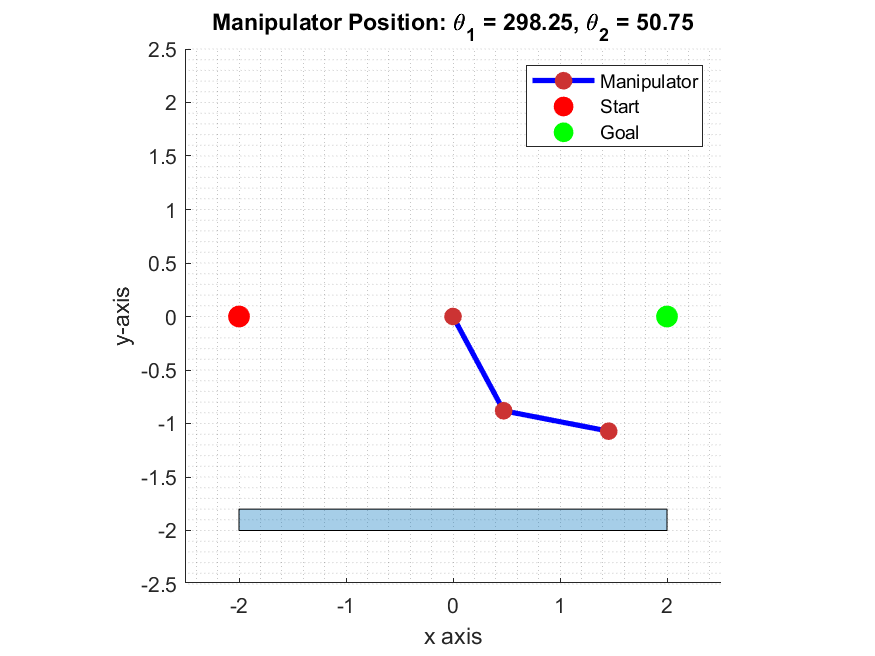 Manipulator Position: θ1 = 298.25, θ2 = 50.75
Manipulator
Start
Goal
2.5
2
1.5
1
0.5
0
-0.5
-1
-1.5
-2
-2.5
y-axis
-2 -1 0 1 2
x axis